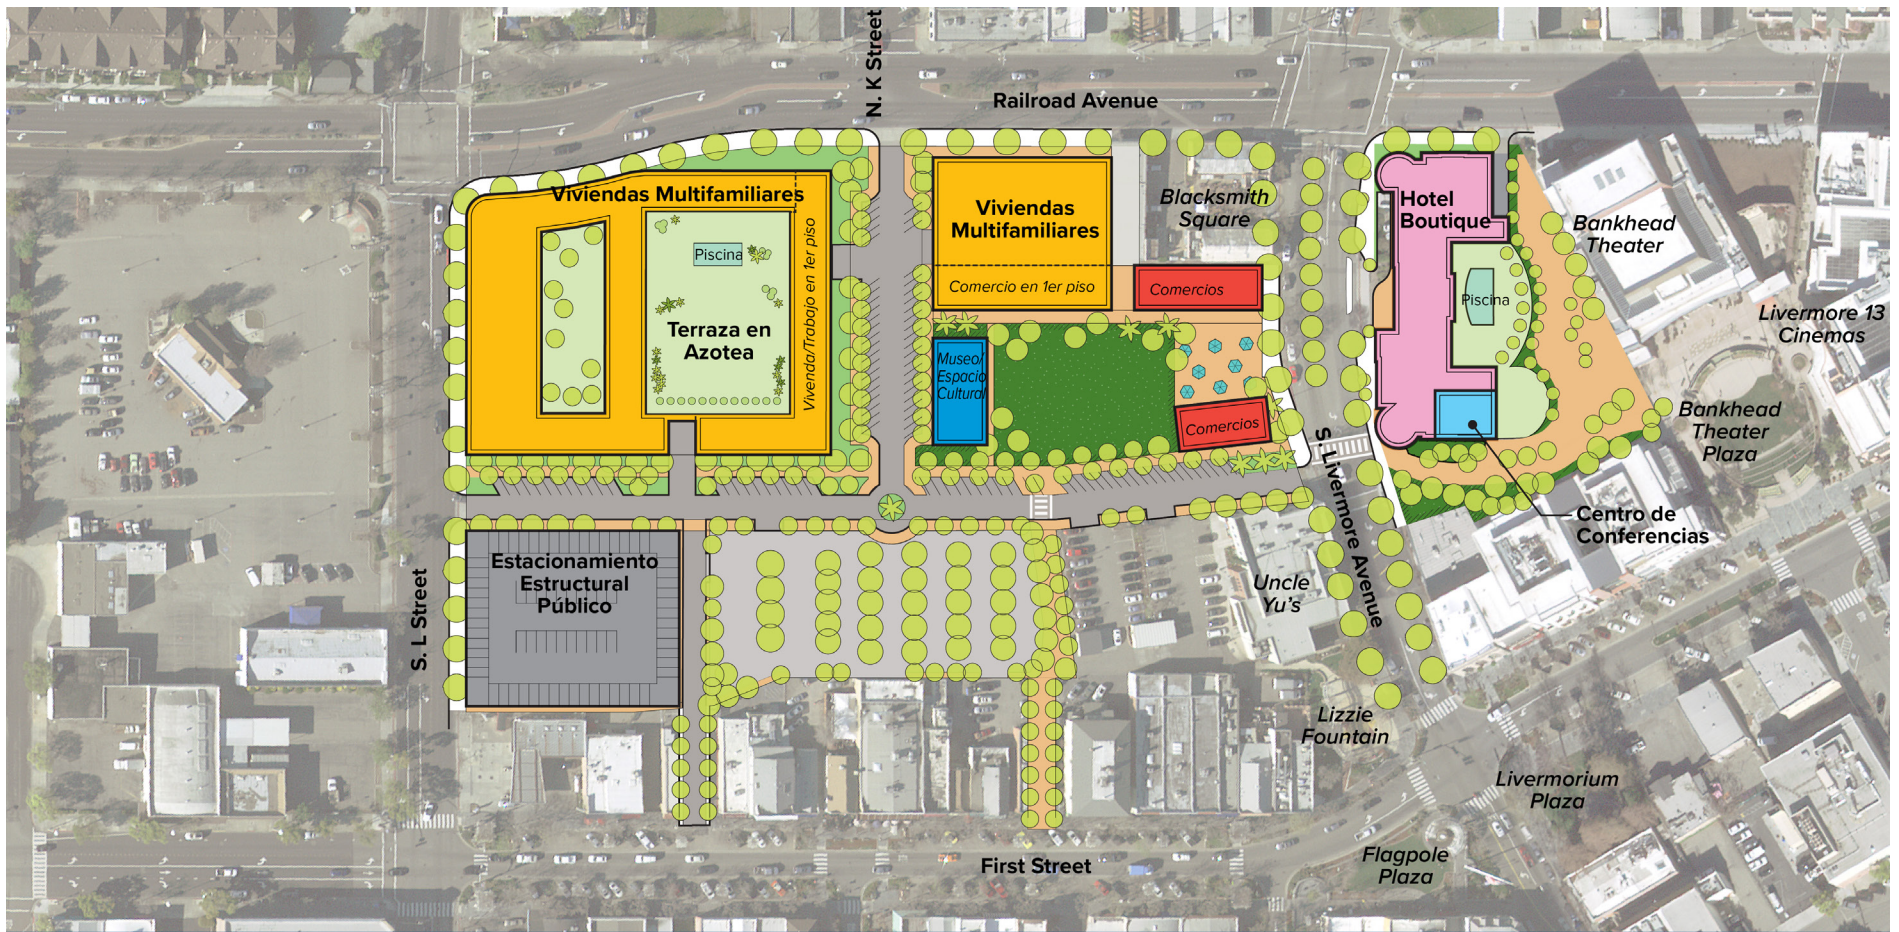 N. K Street
Railroad Avenue
Viviendas Multifamiliares
Piscina
Terraza en
Azotea
Vivenda/Trabajo en 1er piso
Viviendas
Multifamiliares
Comercio en 1er piso
Comercios
Blacksmith
Square
Museo/
Espacio
Cultural
Comercios
Hotel
Boutique
Piscina
Bankhead
Theater
Livermore 13
Cinemas
Bankhead
Theater
Plaza
Centro de
Conferencias
S. Livermore Avenue
Estacionamiento
Estructural
Público
S. L Street
Uncle
Yu's
Lizzie
Fountain
Livermorium
Plaza
Flagpole
Plaza
First Street